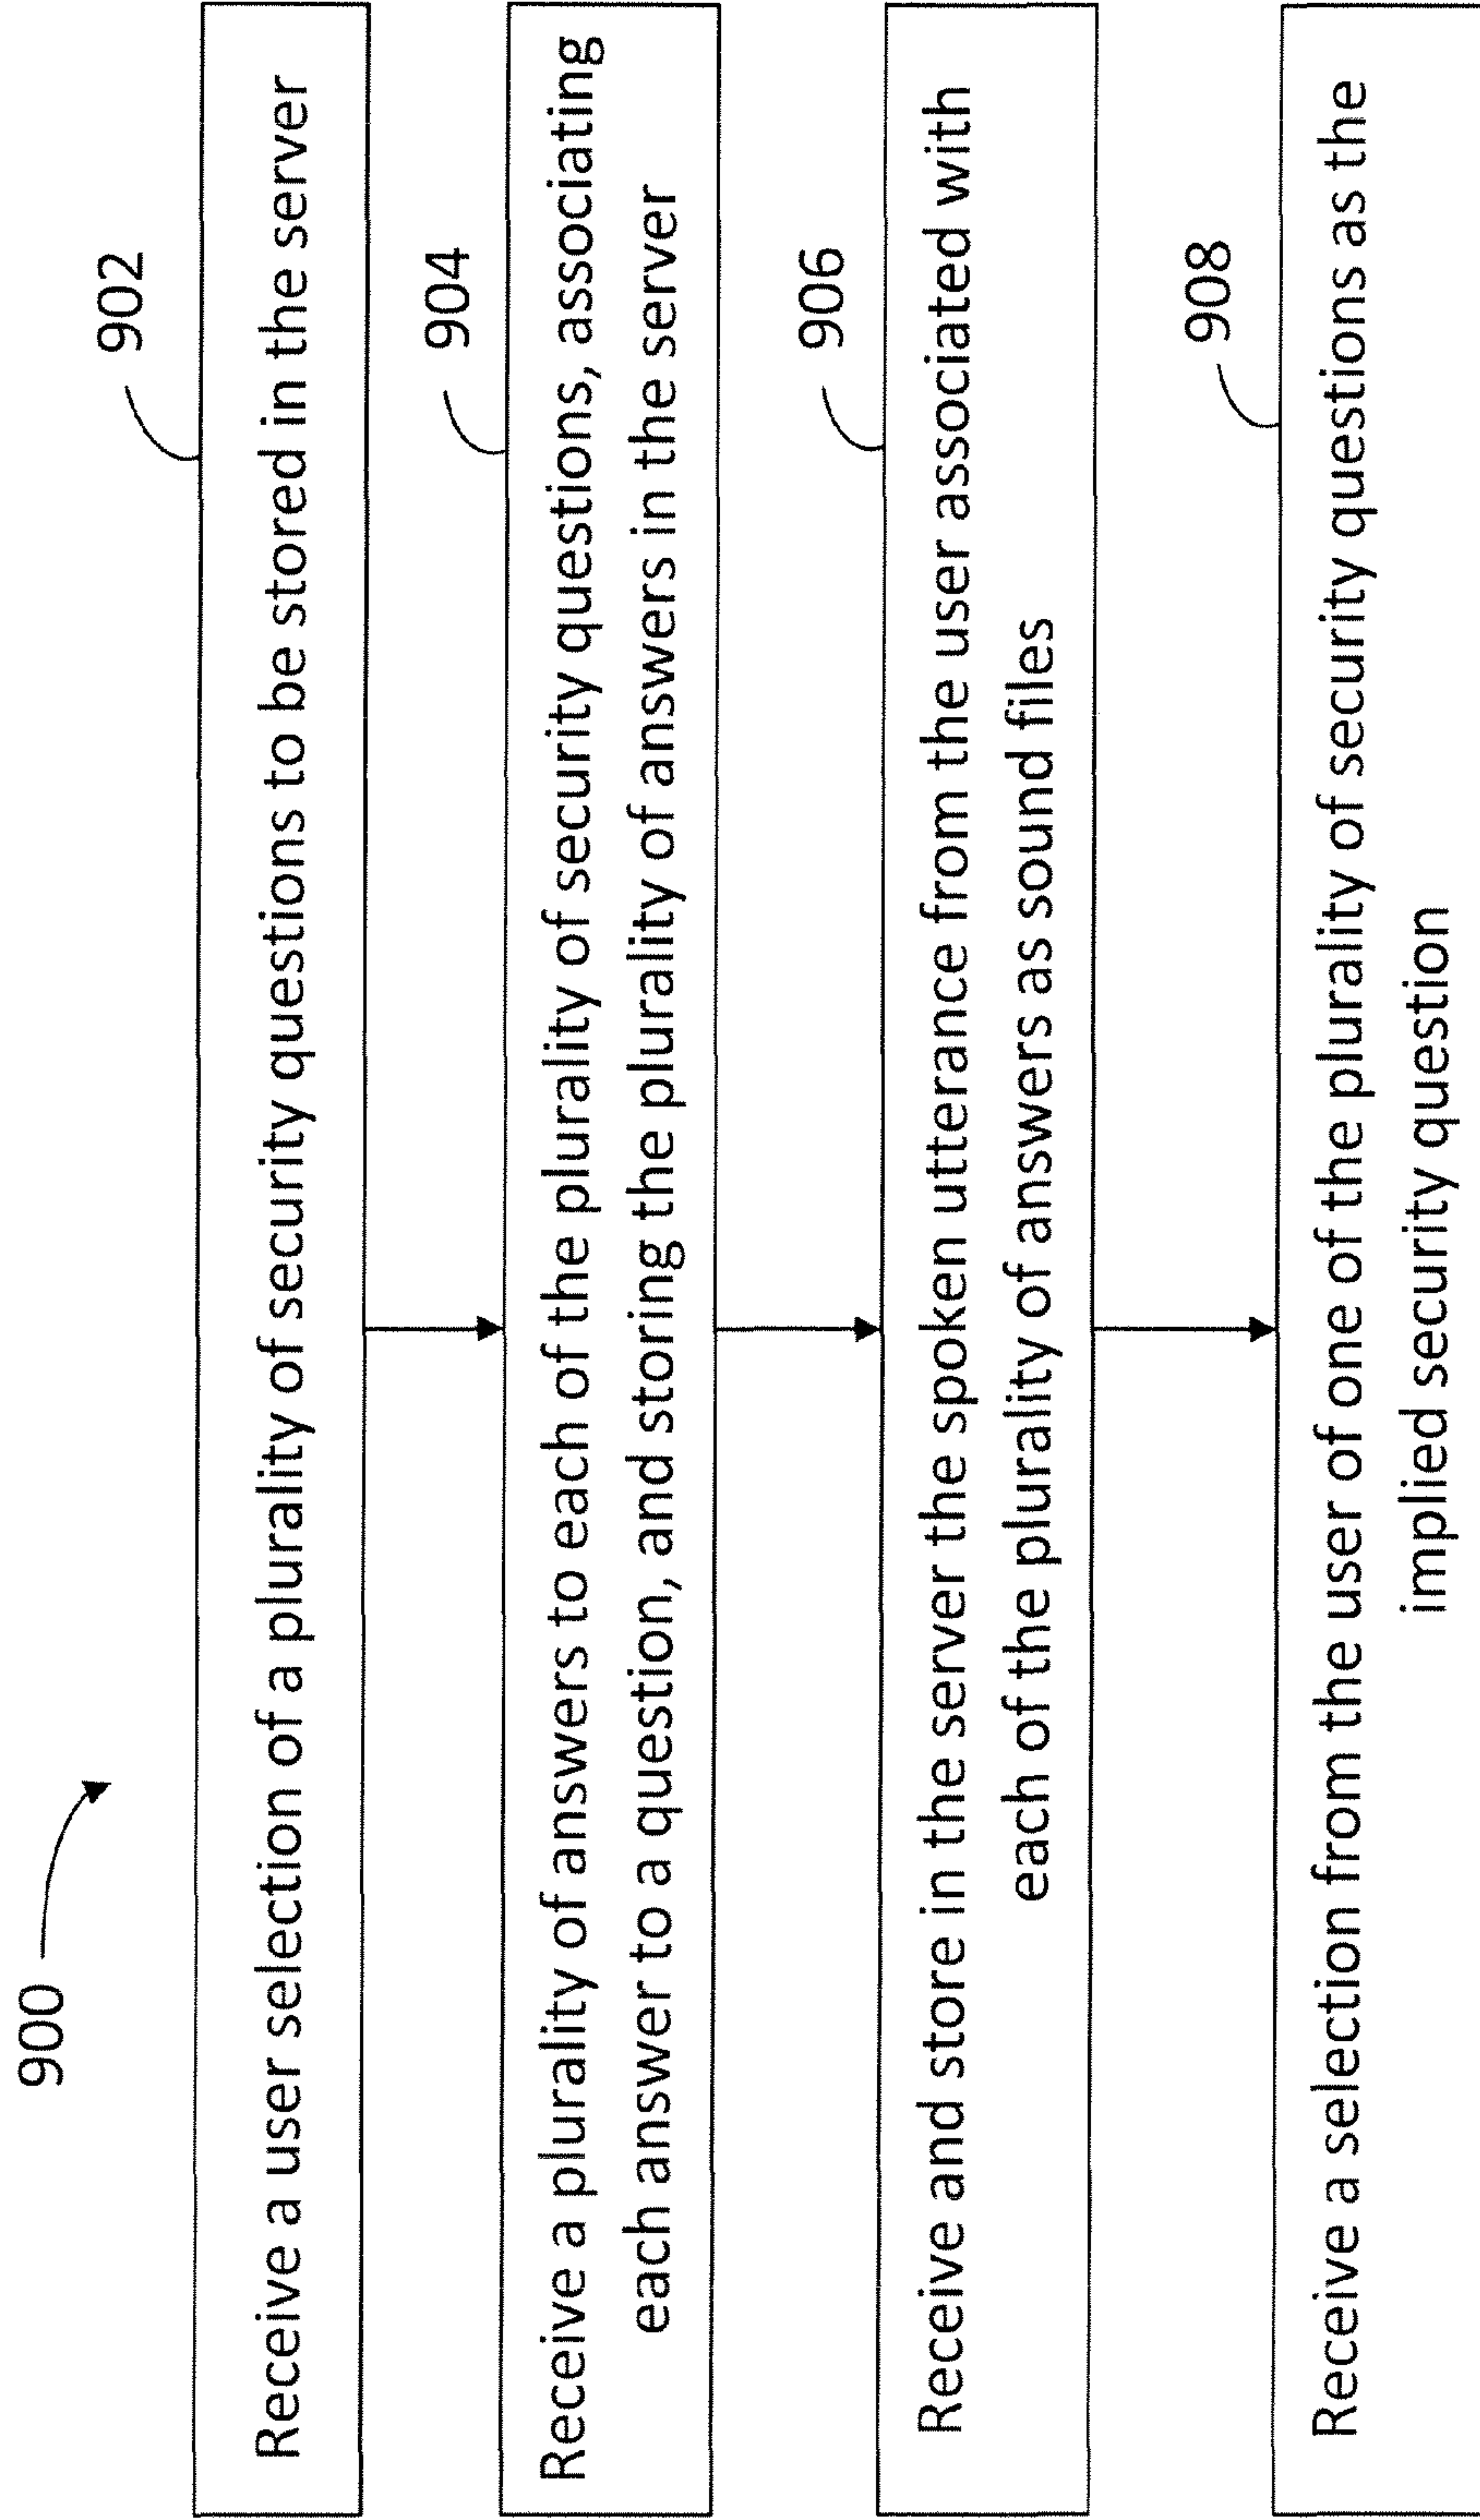 900
902
Receive a user selection of a plurality of security questions to be stored in the server
904
Receive a plurality of answers to each of the plurality of security questions, associating
each answer to a question, and storing the plurality of answers in the server
906
Receive and store in the server the spoken utterance from the user associated with
each of the plurality of answers as sound files
908
Receive a selection from the user of one of the plurality of security questions as the
implied security question